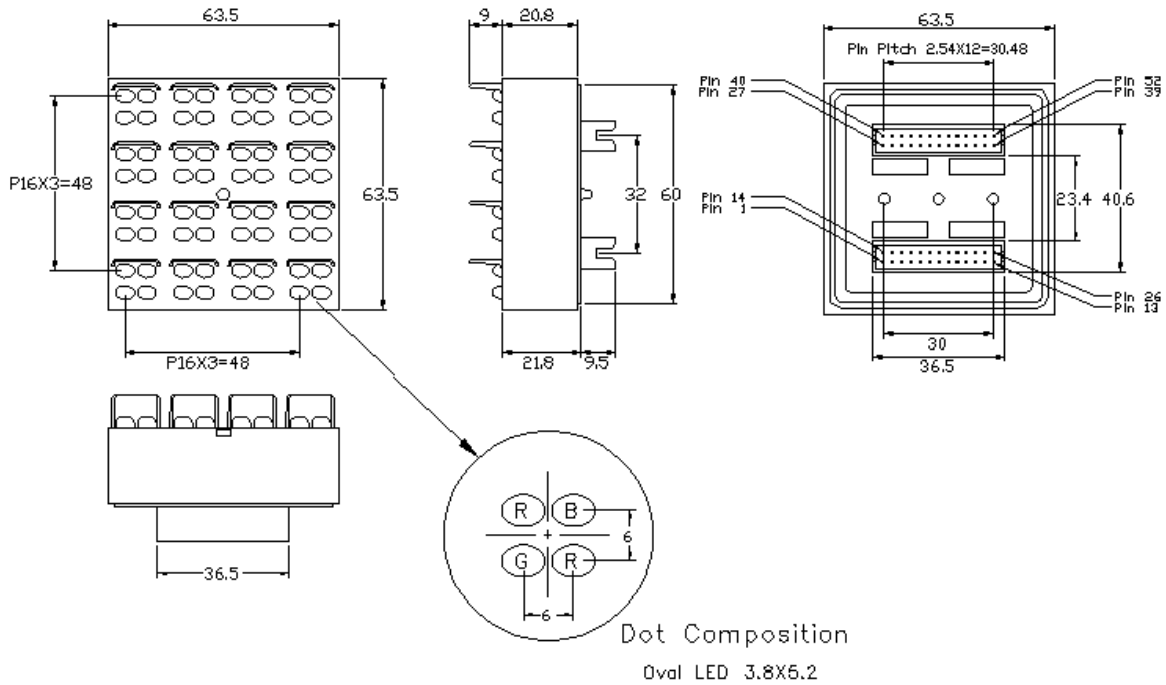 63.5
9
20.8
63.5
Pin Pitch 2.54X12=30.48
Pin 40
Pin 27
Pin 52
Pin 39
P16X3=48
63.5
32
60
Pin 14
Pin 1
23.4
40.6
Pin 26
Pin 13
P16X3=48
21.8
9.5
30
36.5
36.5
R
B
G
R
6
6
Dot Composition
Oval LED 3.8X5.2